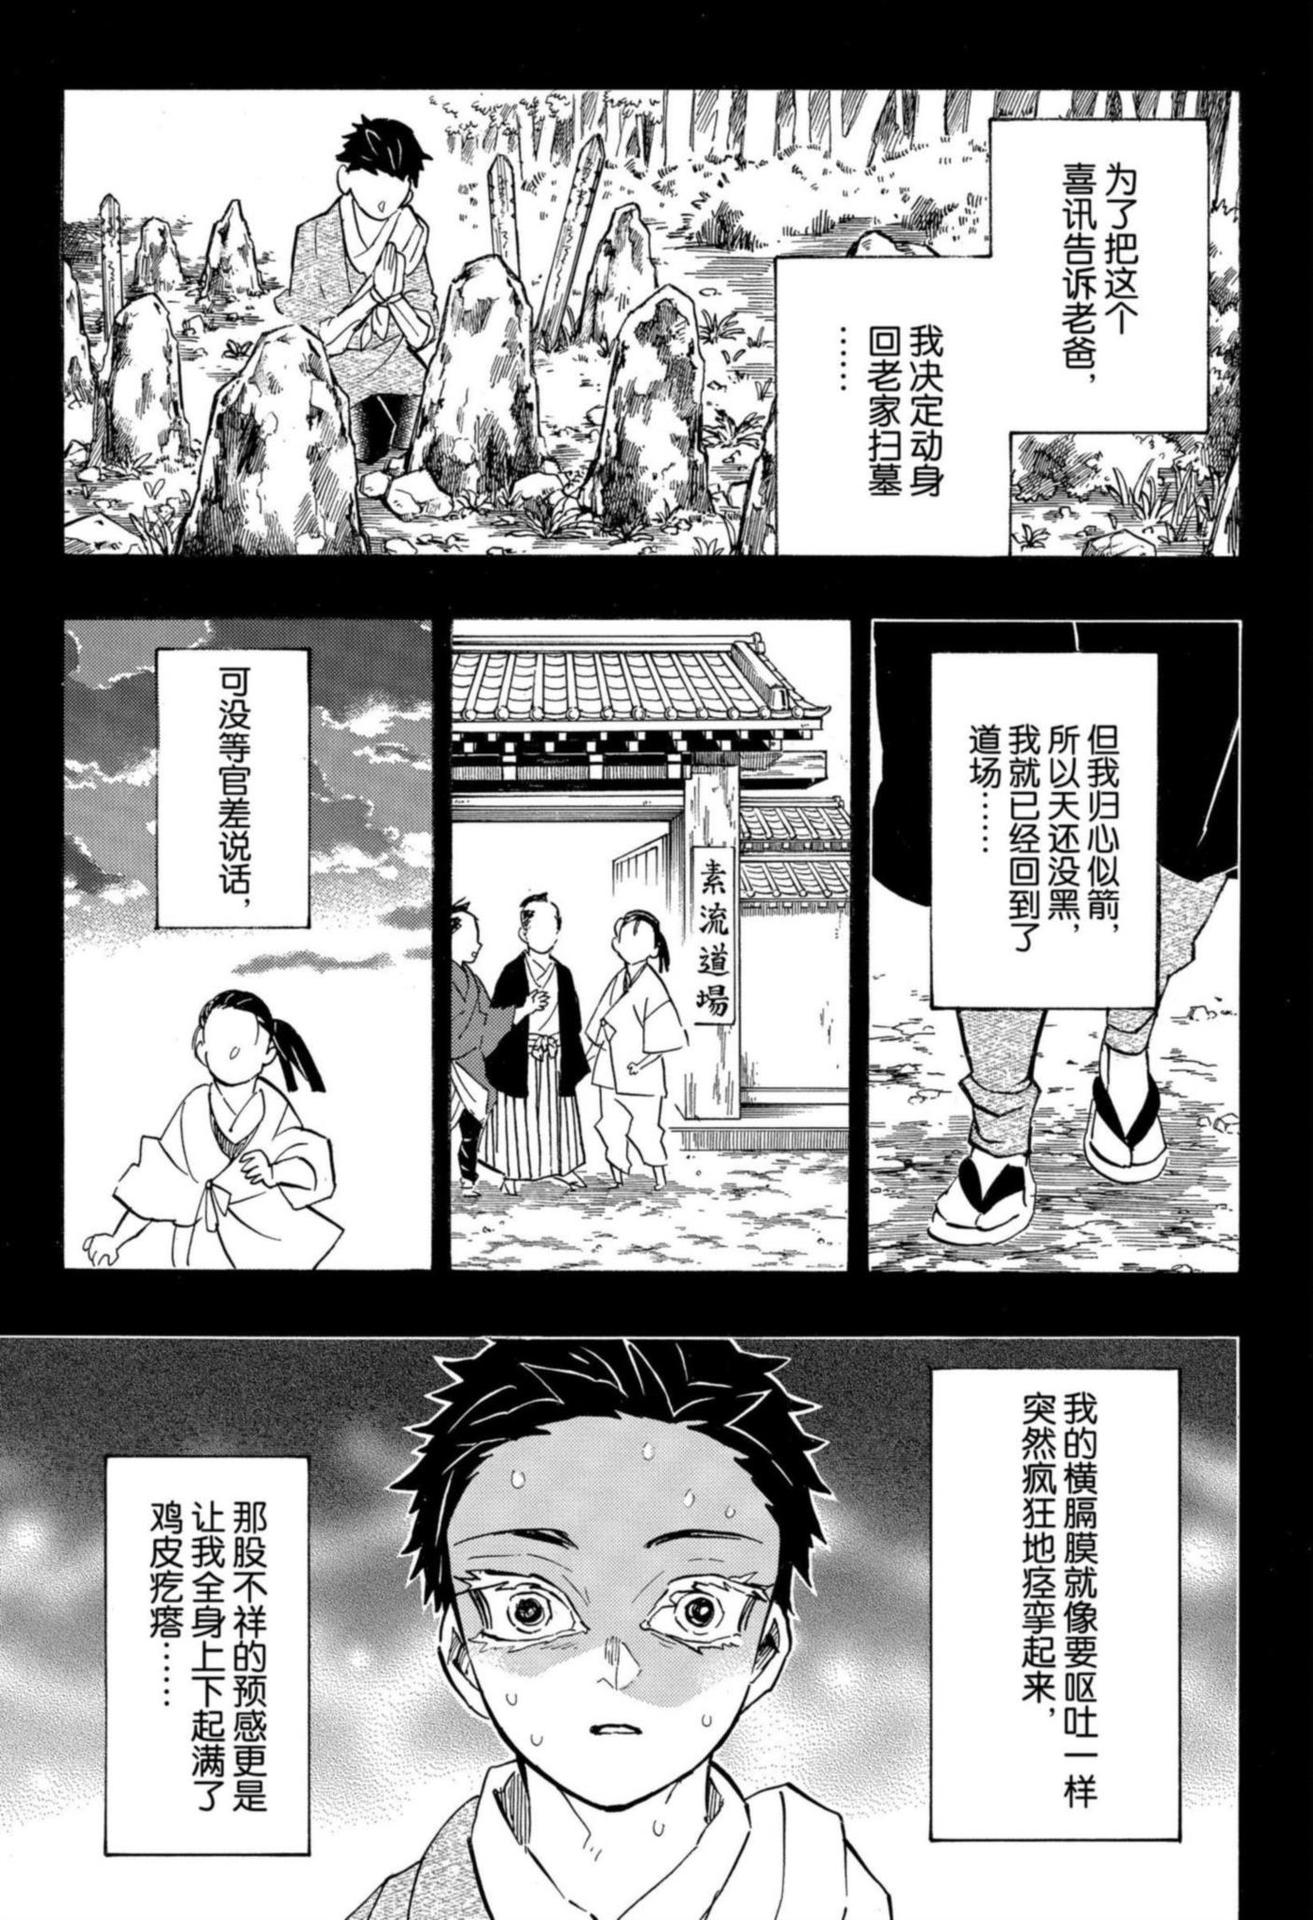 为了把这个
喜讯告诉老爸，
我决定动身
回老家扫墓
……
但我归心似箭，
所以天还没黑，
我就已经回到了
道场……
素流道場
可没等官差说话，
我的横膈膜就像要呕吐一样
突然疯狂地痉挛起来，
那股不祥的预感更是
让我全身上下起满了
鸡皮疙瘩……